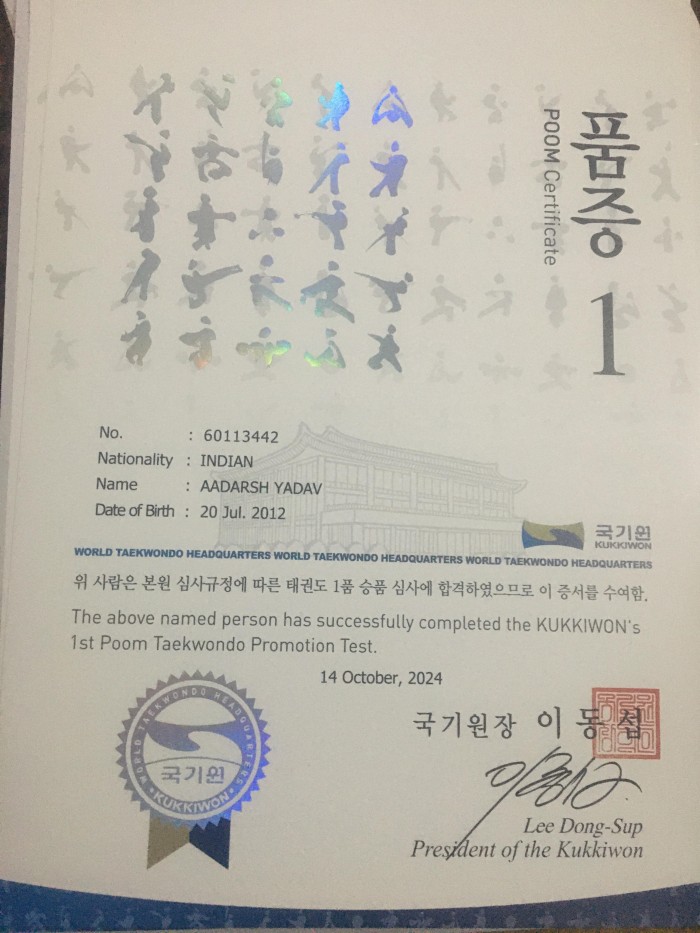 품증 1
POOM Certificate
No. : 60113442
Nationality : INDIAN
Name : AADARSH YADAV
Date of Birth : 20 Jul. 2012
국기원
KUKKIWON
WORLD TAEKWONDO HEADQUARTERS WORLD TAEKWONDO HEADQUARTERS WORLD TAEKWONDO HEADQUARTERS
위 사람은 본원 심사규정에 따른 태권도 1품 승품 심사에 합격하였으므로 이 증서를 수여함.
The above named person has successfully completed the KUKKIWON's
1st Poom Taekwondo Promotion Test.
14 October, 2024
WORLD TAEKWONDO HEADQUARTERS
국기원
• KUKKIWON •
국기원장 이동섭
Lee Dong-Sup
President of the Kukkiwon